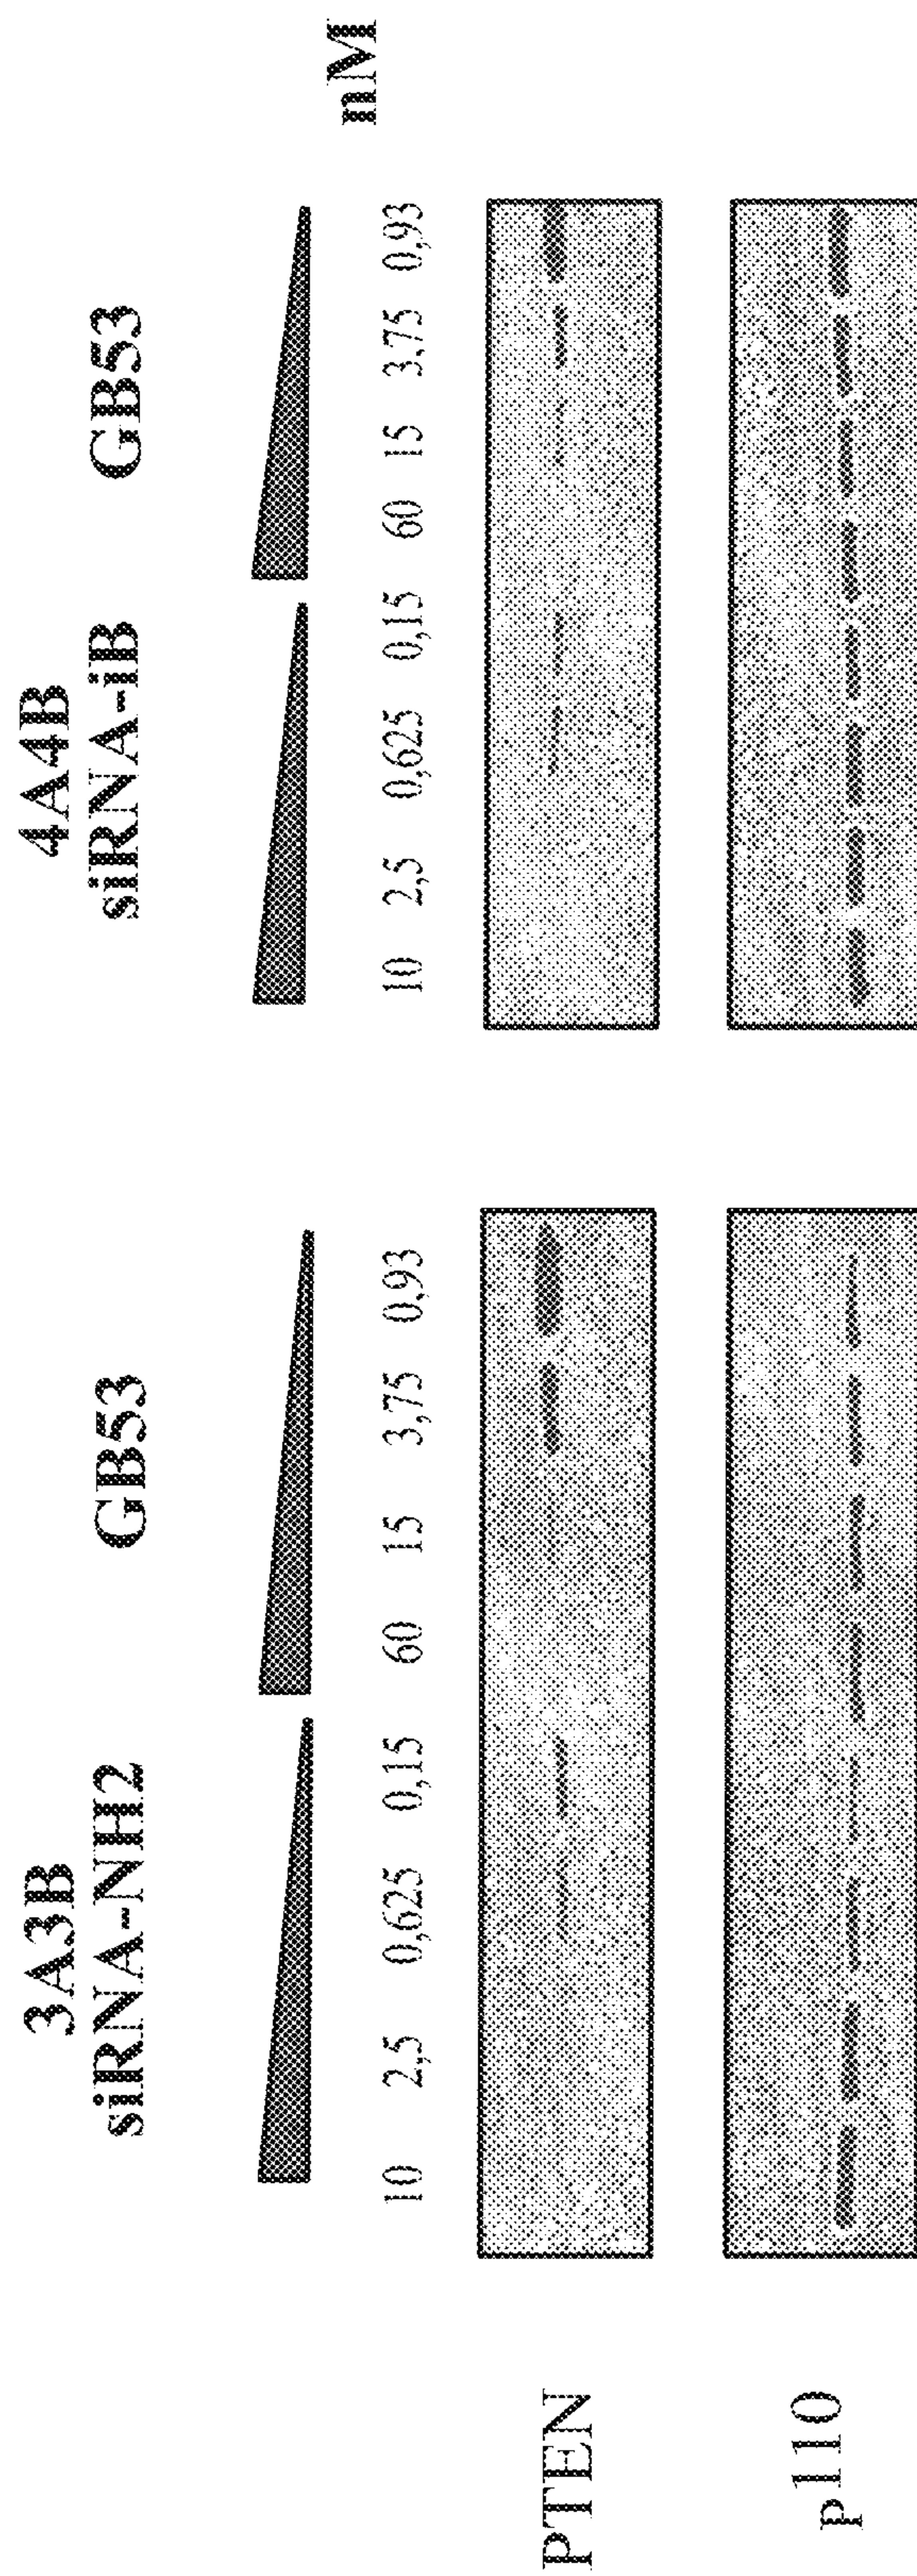 3A3B
siRNA-NH2 GB53
4A4B
siRNA-iB GB53
nM
10 2,5 0,625 0,15 60 15 3,75 0,93 10 2,5 0,625 0,15 60 15 3,75 0,93
PTEN
p110